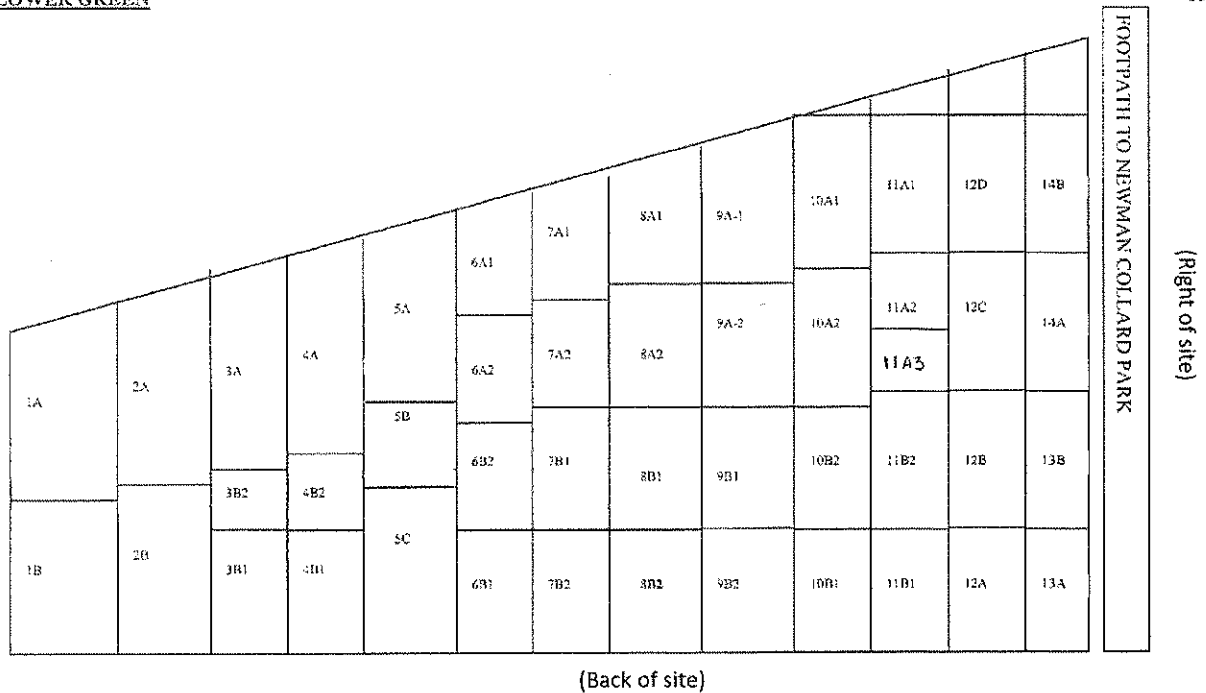 LOWER GREEN
FOOTPATH TO NEWMAN COLLARD PARK
(Right of site)
10A1
11A1
12D
14B
8A1
9A-1
7A1
6A1
5A
11A2
12C
14A
9A-2
10A2
4A
11A3
3A
6A2
7A2
8A2
2A
1A
5B
6B2
7B1
8B1
9B1
10B2
11B2
12B
13B
3B2
4B2
5C
2B
1B
3B1
4B1
6B1
7B2
8B2
9B2
10B1
11B1
12A
13A
(Back of site)